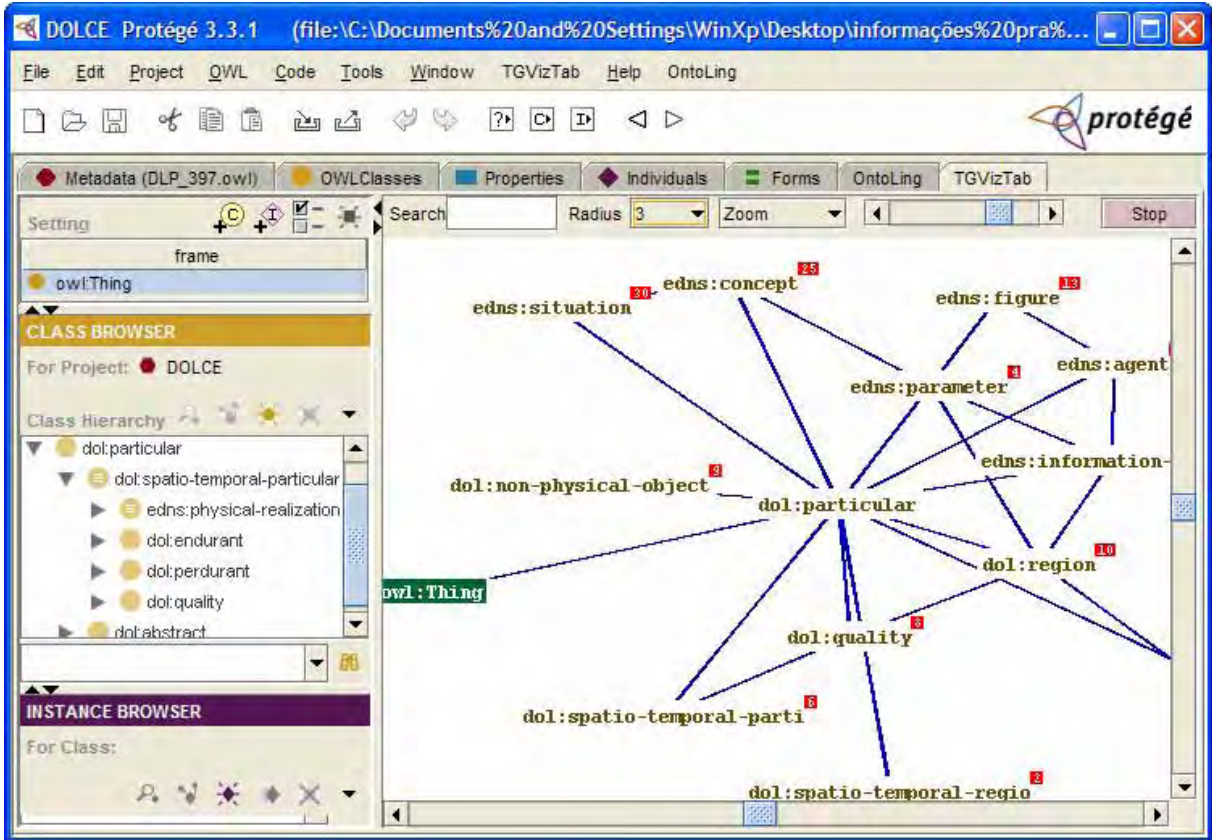 DOLCE Protégé 3.3.1 (file:\C:\Documents%20and%20Settings\WinXp\Desktop\informações%20pra%...
File Edit Project OWL Code Tools Window TGVizTab Help OntoLing
protégé
Metadata (DLP_397.owl) OWLClasses Properties Individuals Forms OntoLing TGVizTab
Setting C I Search Radius 3 Zoom Stop
frame
owl:Thing
CLASS BROWSER
For Project: DOLCE
Class Hierarchy
dol:particular
dol:spatio-temporal-particular
edns:physical-realization
dol:endurant
dol:perdurant
dol:quality
dol:abstract
INSTANCE BROWSER
For Class:
edns:concept 25
edns:situation 30
edns:figure 13
edns:agent
edns:parameter 4
edns:information-
dol:non-physical-object 9
dol:particular
dol:region 10
owl:Thing
dol:quality 8
dol:spatio-temporal-parti 6
dol:spatio-temporal-regio 2